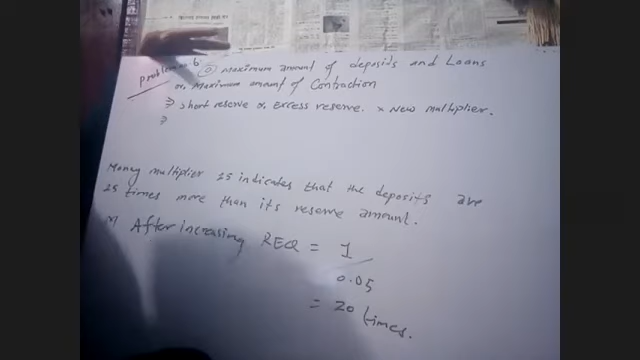 Problem-6 (a) Maximum amount of deposits and Loans
or, Maximum amount of Contraction
⇒ Short reserve or Excess reserve × New multiplier.
⇒
Money multiplier 25 indicates that the deposits are
25 times more than its reserve amount.
After increasing REQ = 1
0.05
= 20 times.